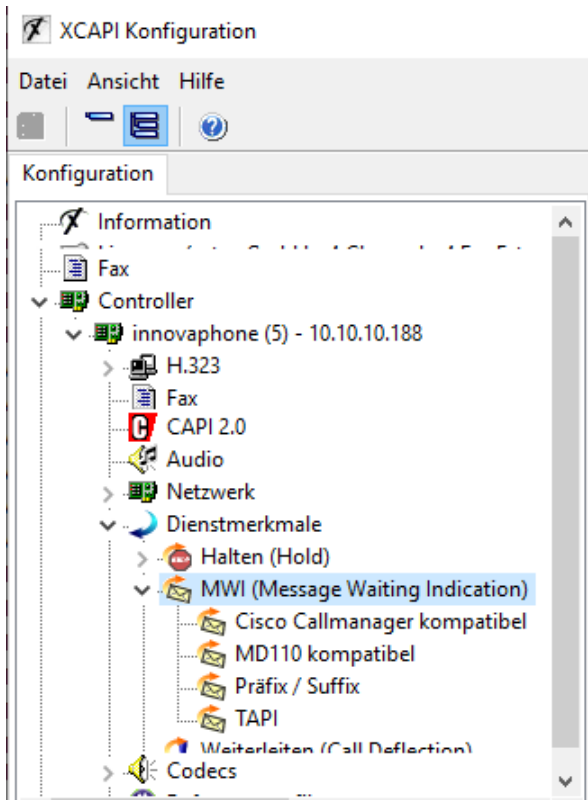 XCAPI Konfiguration
Datei Ansicht Hilfe
Konfiguration
Information
Fax
Controller
innovaphone (5) - 10.10.10.188
H.323
Fax
CAPI 2.0
Audio
Netzwerk
Dienstmerkmale
Halten (Hold)
MWI (Message Waiting Indication)
Cisco Callmanager kompatibel
MD110 kompatibel
Präfix / Suffix
TAPI
Weiterleiten (Call Deflection)
Codecs